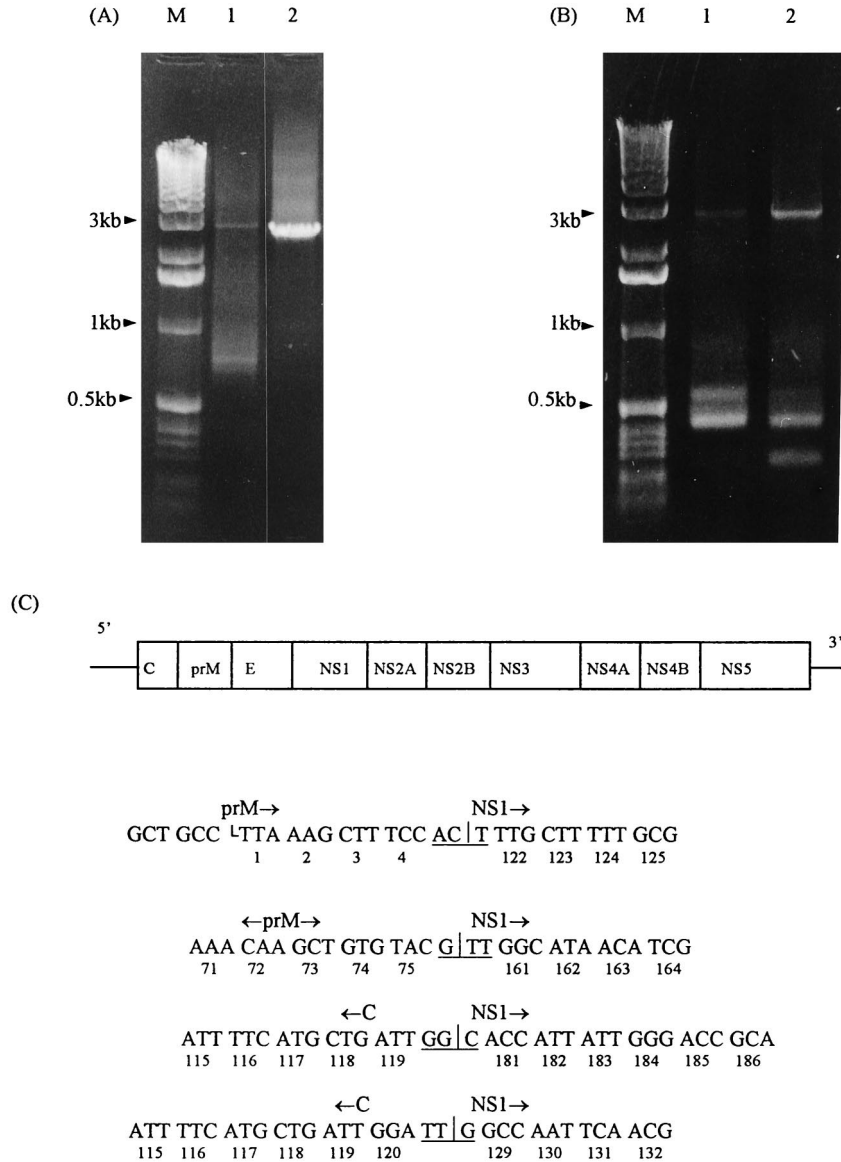 (A) M 1 2
3kb
1kb
0.5kb
(B) M 1 2
3kb
1kb
0.5kb
(C)
5' 3'
C prM E NS1 NS2A NS2B NS3 NS4A NS4B NS5
prM→ NS1→
GCT GCC └TTA AAG CTT TCC AC|T TTG CTT TTT GCG
1 2 3 4 122 123 124 125
←prM→ NS1→
AAA CAA GCT GTG TAC G|TT GGC ATA ACA TCG
71 72 73 74 75 161 162 163 164
←C NS1→
ATT TTC ATG CTG ATT GG|C ACC ATT ATT GGG ACC GCA
115 116 117 118 119 181 182 183 184 185 186
←C NS1→
ATT TTC ATG CTG ATT GGA TT|G GCC AAT TCA ACG
115 116 117 118 119 120 129 130 131 132